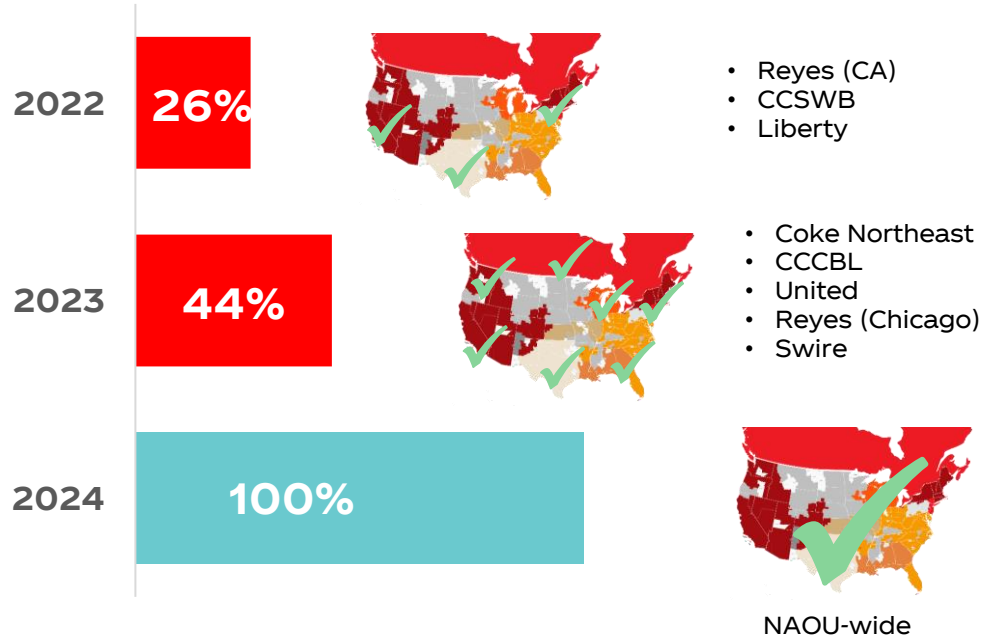 2022
26%
• Reyes (CA)
• CCSWB
• Liberty
2023
44%
• Coke Northeast
• CCCBL
• United
• Reyes (Chicago)
• Swire
2024
100%
NAOU-wide